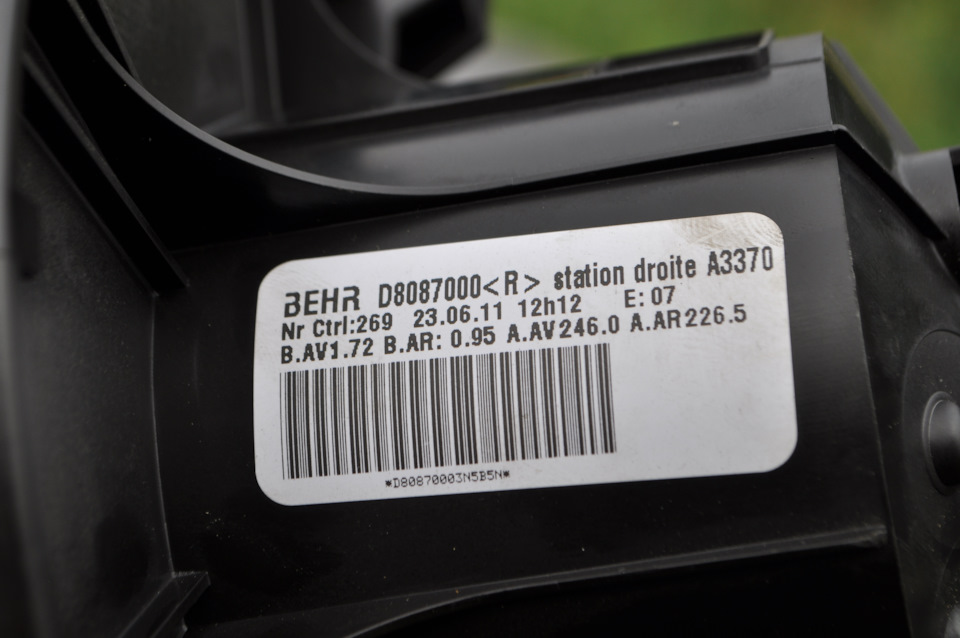 BEHR D8087000<R> station droite A3370
Nr Ctrl:269 23.06.11 12h12 E: 07
B.AV1.72 B.AR: 0.95 A.AV246.0 A.AR226.5
*D80870003N5B5N*